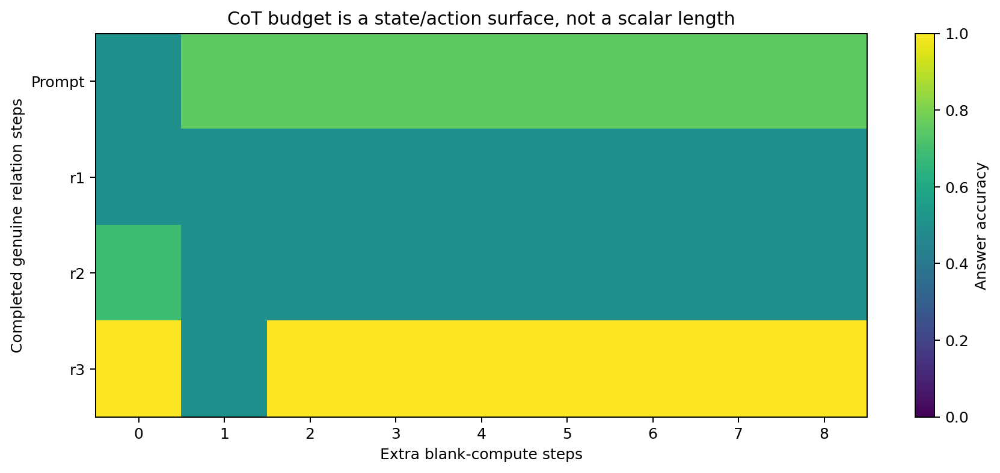 CoT budget is a state/action surface, not a scalar length
Completed genuine relation steps
Prompt
r1
r2
r3
0 1 2 3 4 5 6 7 8
Extra blank-compute steps
1.0
0.8
0.6
0.4
0.2
0.0
Answer accuracy